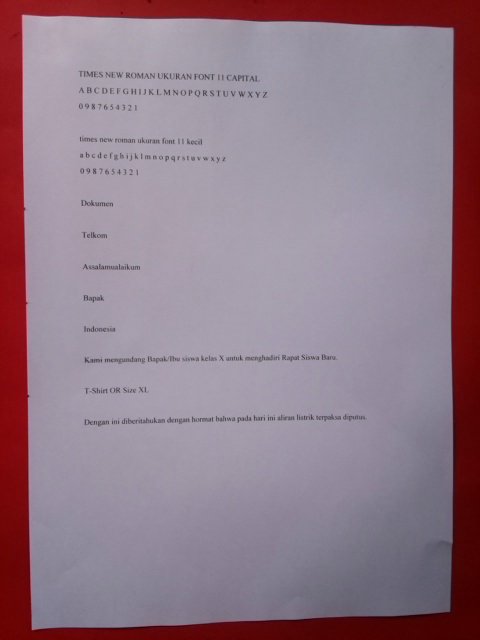 TIMES NEW ROMAN UKURAN FONT 11 CAPITAL
A B C D E F G H I J K L M N O P Q R S T U V W X Y Z
0 9 8 7 6 5 4 3 2 1
times new roman ukuran font 11 kecil
a b c d e f g h i j k l m n o p q r s t u v w x y z
0 9 8 7 6 5 4 3 2 1
Dokumen
Telkom
Assalamualaikum
Bapak
Indonesia
Kami mengundang Bapak/Ibu siswa kelas X untuk menghadiri Rapat Siswa Baru.
T-Shirt OR Size XL
Dengan ini diberitahukan dengan hormat bahwa pada hari ini aliran listrik terpaksa diputus.